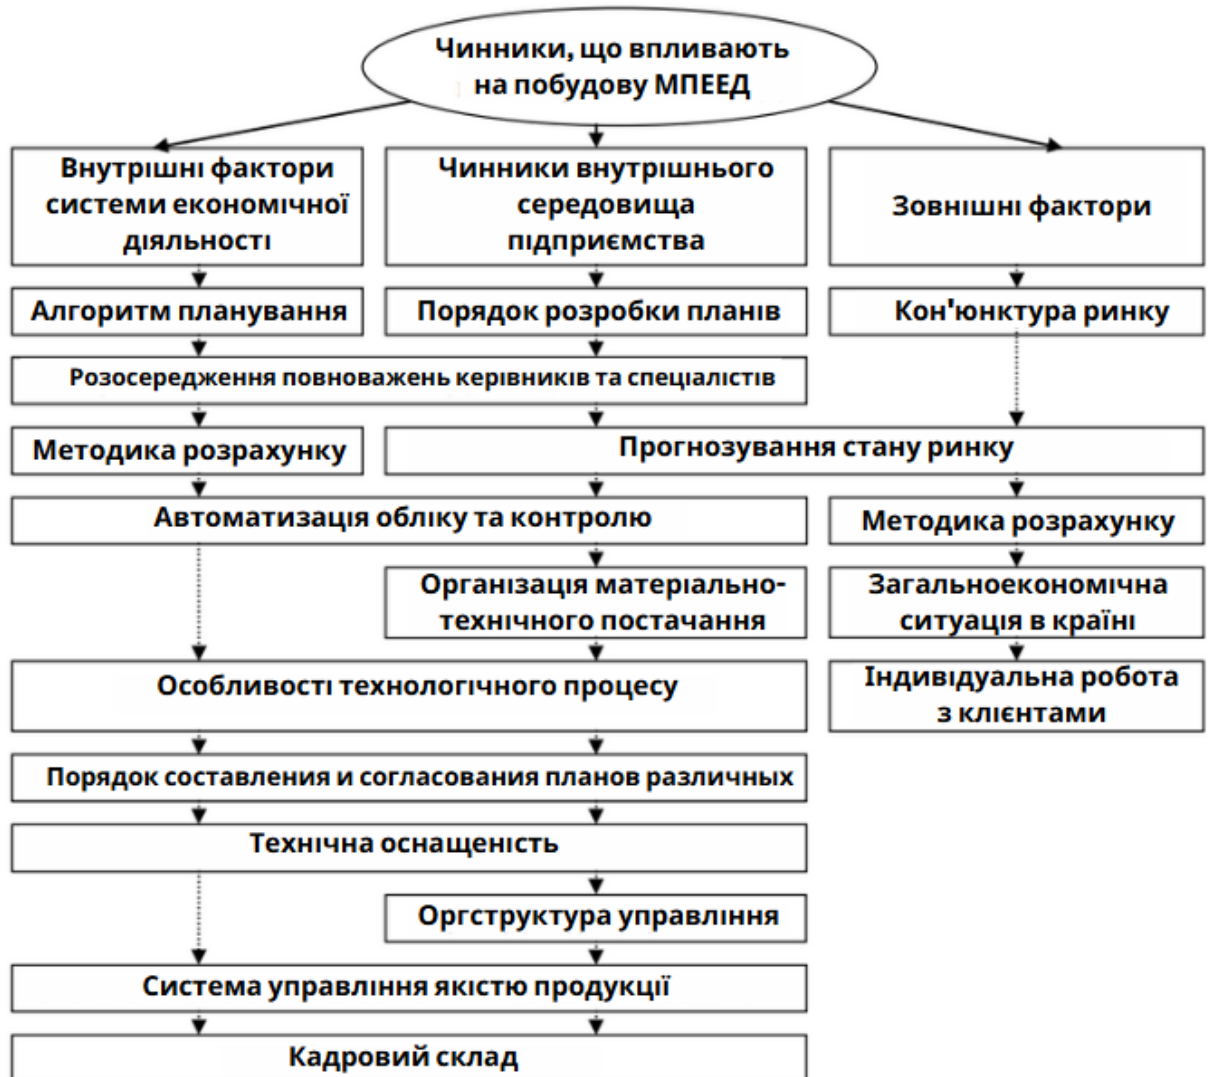 Чинники, що впливають
на побудову МПЕЕД
Внутрішні фактори
системи економічної
діяльності
Чинники внутрішнього
середовища
підприємства
Зовнішні фактори
Алгоритм планування
Порядок розробки планів
Кон'юнктура ринку
Розосередження повноважень керівників та спеціалістів
Методика розрахунку
Прогнозування стану ринку
Автоматизація обліку та контролю
Методика розрахунку
Організація матеріально-
технічного постачання
Загальноекономічна
ситуація в країні
Особливості технологічного процесу
Індивідуальна робота
з клієнтами
Порядок составления и согласования планов различных
Технічна оснащеність
Оргструктура управління
Система управління якістю продукції
Кадровий склад